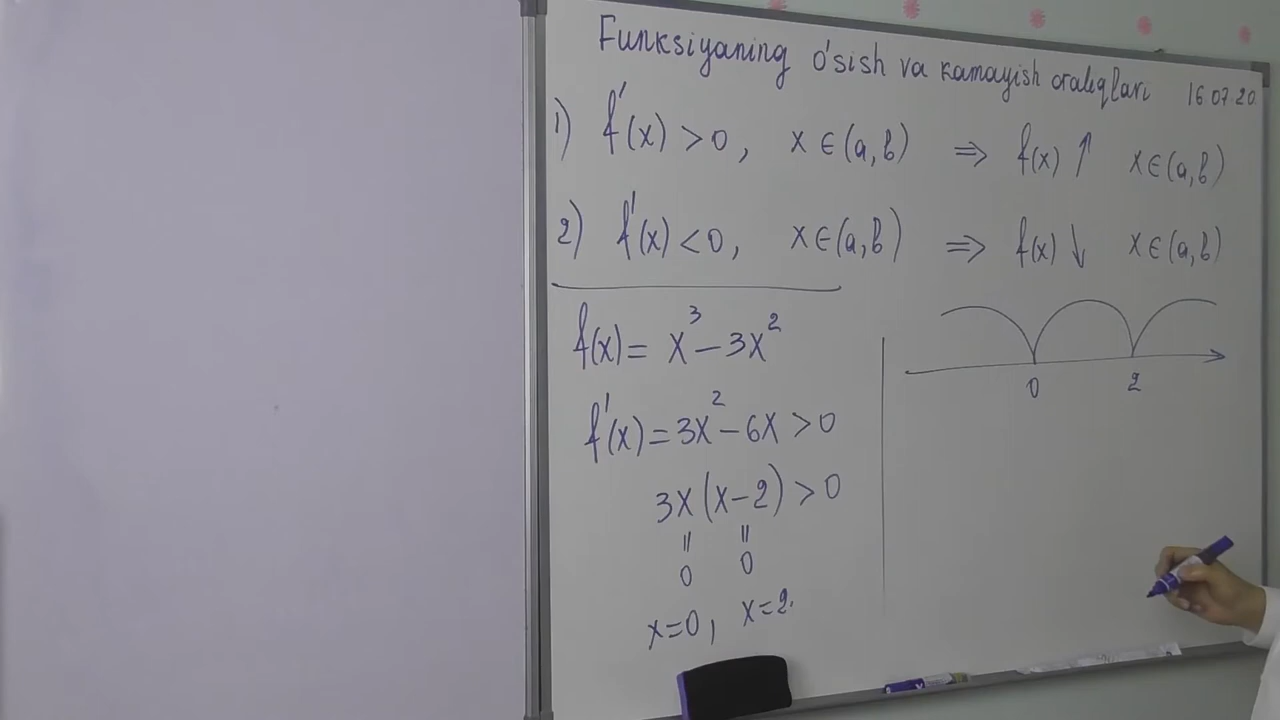 Funksiyaning o'sish va kamayish oraliqlari 16.07.20
1) f'(x) > 0, x ∈ (a, b) ⇒ f(x) ↑ x ∈ (a, b)
2) f'(x) < 0, x ∈ (a, b) ⇒ f(x) ↓ x ∈ (a, b)
f(x) = x³ − 3x²
f'(x) = 3x² − 6x > 0
3x (x − 2) > 0
= =
0 0
x = 0, x = 2.
0 2